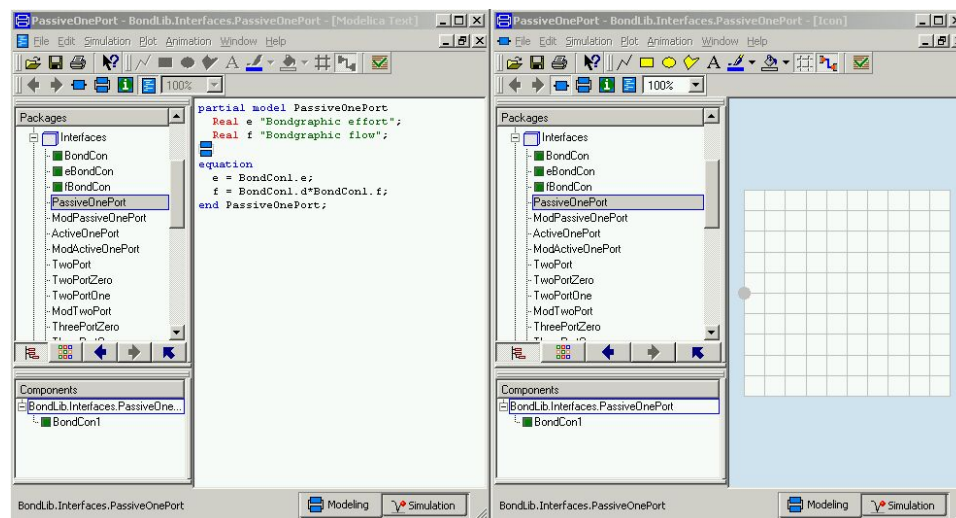 PassiveOnePort - BondLib.Interfaces.PassiveOnePort - [Modelica Text]
File Edit Simulation Plot Animation Window Help
100%
Packages
Interfaces
BondCon
eBondCon
fBondCon
PassiveOnePort
ModPassiveOnePort
ActiveOnePort
ModActiveOnePort
TwoPort
TwoPortZero
TwoPortOne
ModTwoPort
ThreePortZero
Components
BondLib.Interfaces.PassiveOne...
BondCon1
partial model PassiveOnePort
Real e "Bondgraphic effort";
Real f "Bondgraphic flow";
equation
e = BondCon1.e;
f = BondCon1.d*BondCon1.f;
end PassiveOnePort;
BondLib.Interfaces.PassiveOnePort
Modeling
Simulation
PassiveOnePort - BondLib.Interfaces.PassiveOnePort - [Icon]
File Edit Simulation Plot Animation Window Help
100%
Packages
Interfaces
BondCon
eBondCon
fBondCon
PassiveOnePort
ModPassiveOnePort
ActiveOnePort
ModActiveOnePort
TwoPort
TwoPortZero
TwoPortOne
ModTwoPort
ThreePortZero
Components
BondLib.Interfaces.PassiveOnePort
BondCon1
BondLib.Interfaces.PassiveOnePort
Modeling
Simulation